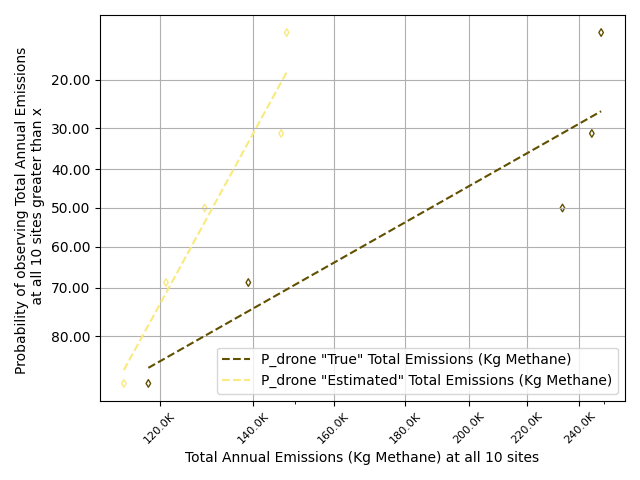 Probability of observing Total Annual Emissions
at all 10 sites greater than x
20.00
30.00
40.00
50.00
60.00
70.00
80.00
P_drone "True" Total Emissions (Kg Methane)
P_drone "Estimated" Total Emissions (Kg Methane)
120.0K
140.0K
160.0K
180.0K
200.0K
220.0K
240.0K
Total Annual Emissions (Kg Methane) at all 10 sites